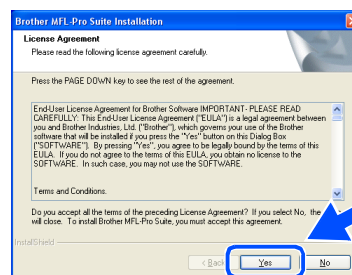 Brother MFL-Pro Suite Installation
License Agreement
Please read the following license agreement carefully.
Press the PAGE DOWN key to see the rest of the agreement.
End-User License Agreement for Brother Software IMPORTANT- PLEASE READ
CAREFULLY: This End-User License Agreement ("EULA") is a legal agreement between
you and Brother Industries, Ltd. ("Brother"), which governs your use of the Brother
software that will be installed if you press the "Yes" button on this Dialog Box
("SOFTWARE"). By pressing "Yes", you agree to be legally bound by the terms of this
EULA. If you do not agree to the terms of this EULA, you obtain no license to the
SOFTWARE. In such case, you may not use the SOFTWARE.
Terms and Conditions.
Do you accept all the terms of the preceding License Agreement? If you select No, the
will close. To install Brother MFL-Pro Suite, you must accept this agreement.
InstallShield
< Back
Yes
No